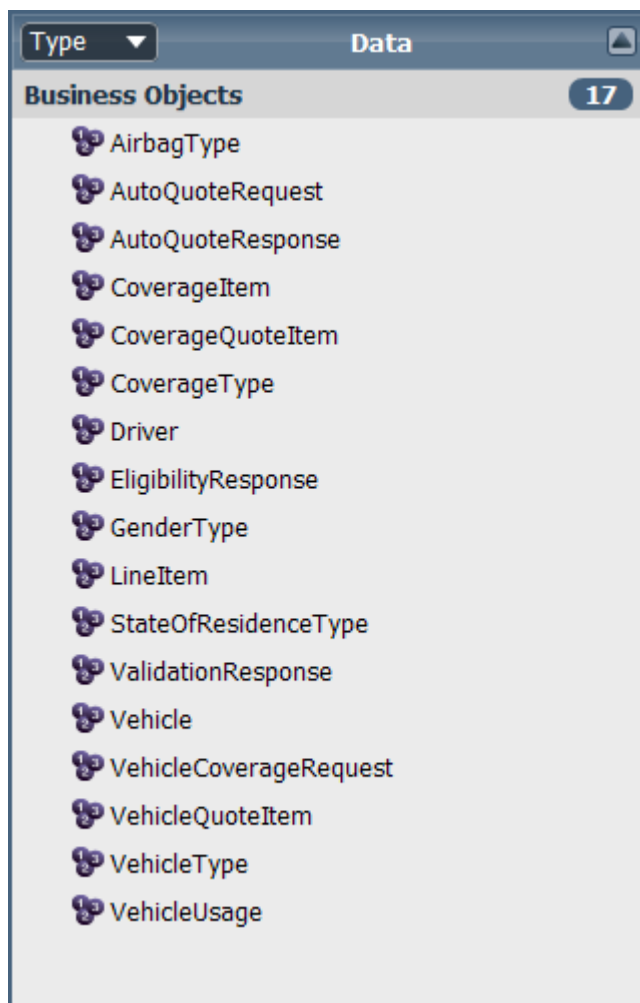 Type Data
Business Objects 17
AirbagType
AutoQuoteRequest
AutoQuoteResponse
CoverageItem
CoverageQuoteItem
CoverageType
Driver
EligibilityResponse
GenderType
LineItem
StateOfResidenceType
ValidationResponse
Vehicle
VehicleCoverageRequest
VehicleQuoteItem
VehicleType
VehicleUsage